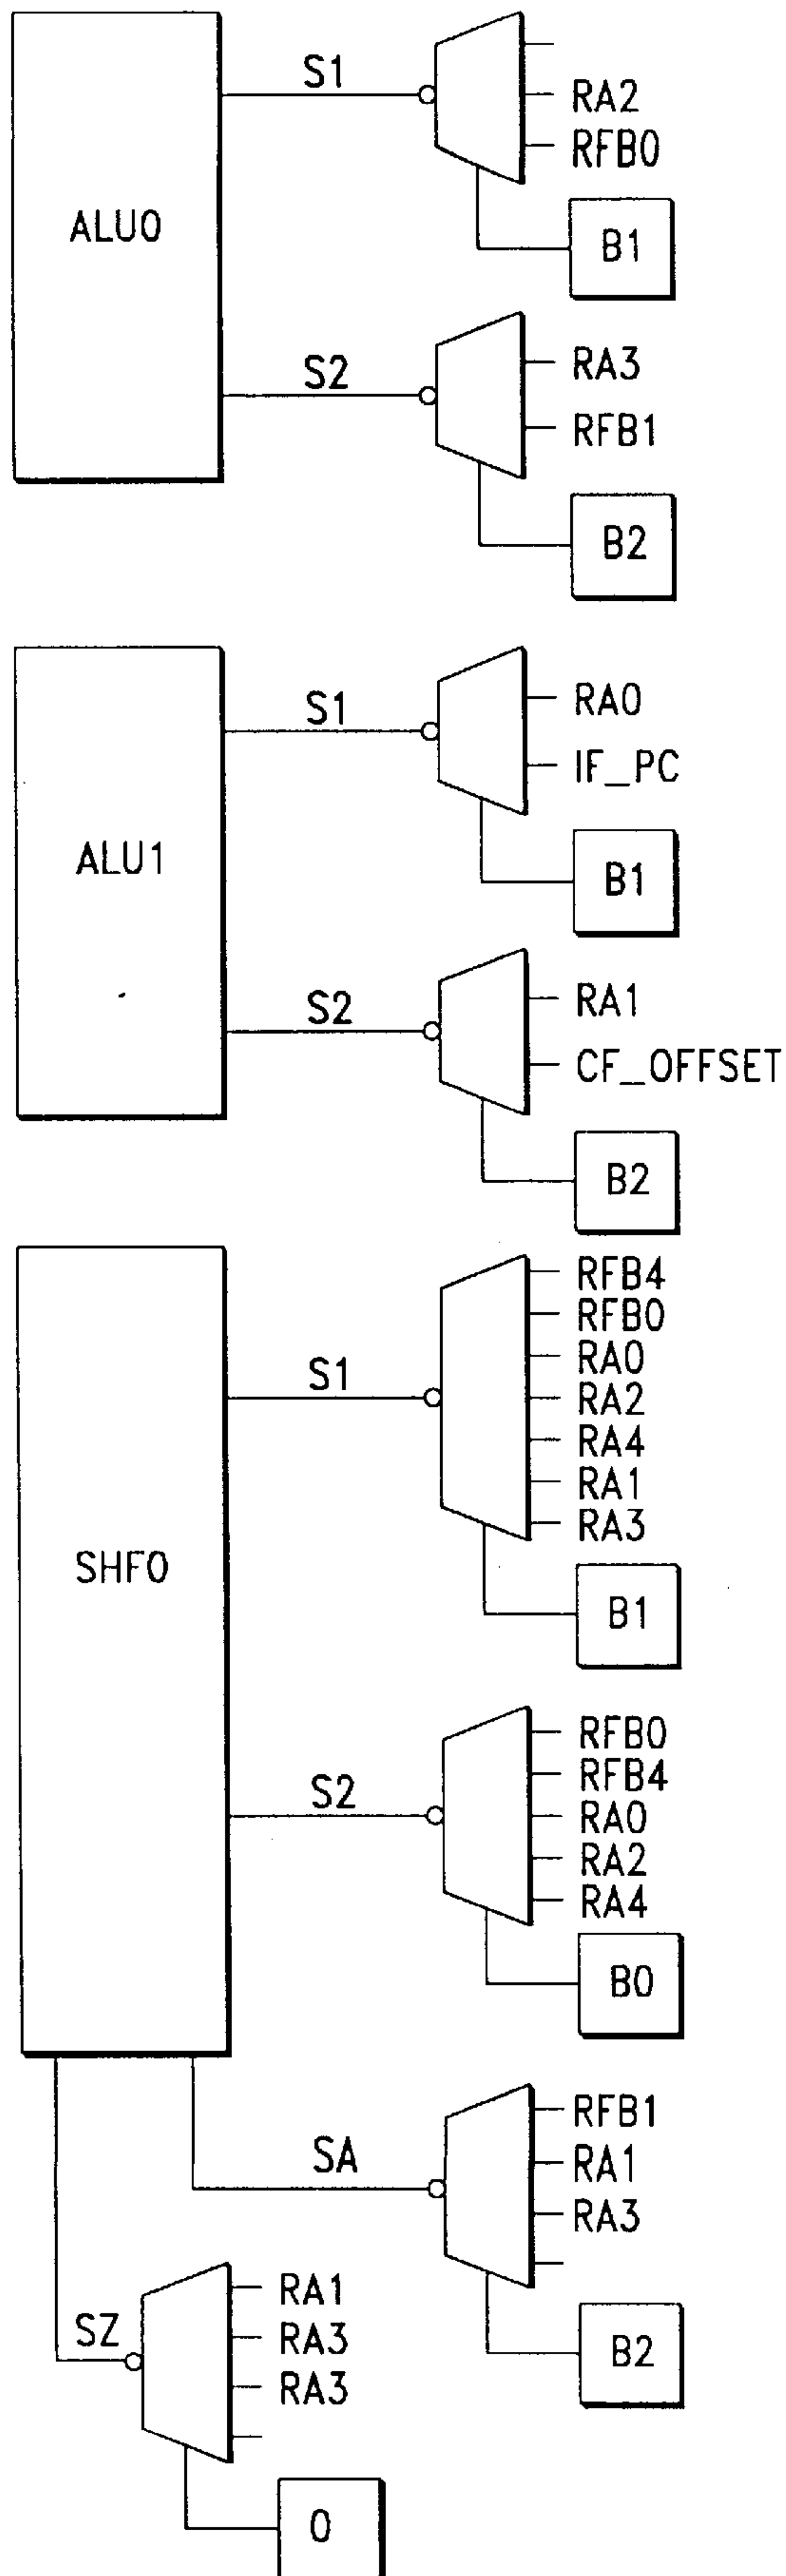 S1
RA2
RFB0
ALU0
B1
S2
RA3
RFB1
B2
S1
RA0
IF_PC
ALU1
B1
S2
RA1
CF_OFFSET
B2
RFB4
RFB0
RA0
S1
RA2
RA4
RA1
RA3
SHF0
B1
RFB0
RFB4
S2
RA0
RA2
RA4
B0
RFB1
SA
RA1
RA3
RA1
SZ
RA3
RA3
B2
0